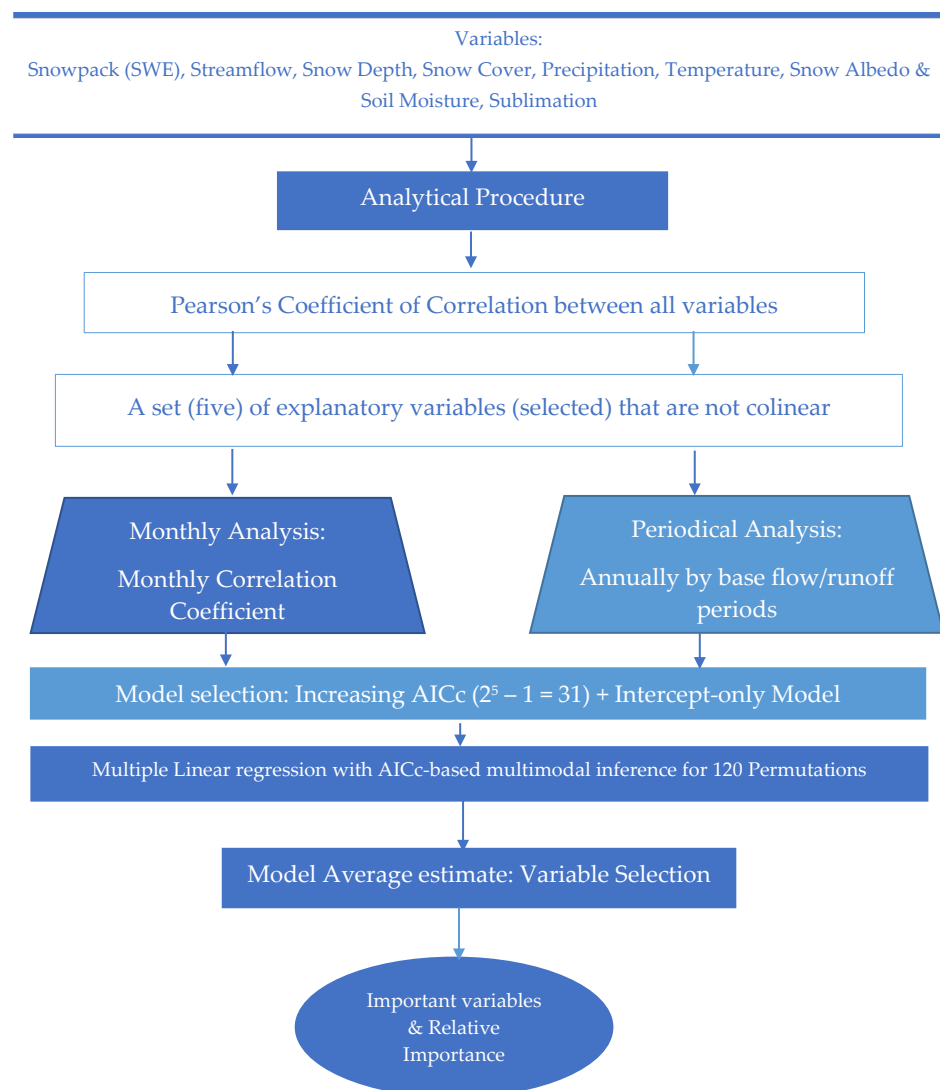 Variables:
Snowpack (SWE), Streamflow, Snow Depth, Snow Cover, Precipitation, Temperature, Snow Albedo &
Soil Moisture, Sublimation
Analytical Procedure
Pearson’s Coefficient of Correlation between all variables
A set (five) of explanatory variables (selected) that are not colinear
Monthly Analysis:
Monthly Correlation
Coefficient
Periodical Analysis:
Annually by base flow/runoff
periods
Model selection: Increasing AICc (2⁵ – 1 = 31) + Intercept-only Model
Multiple Linear regression with AICc-based multimodal inference for 120 Permutations
Model Average estimate: Variable Selection
Important variables
& Relative
Importance